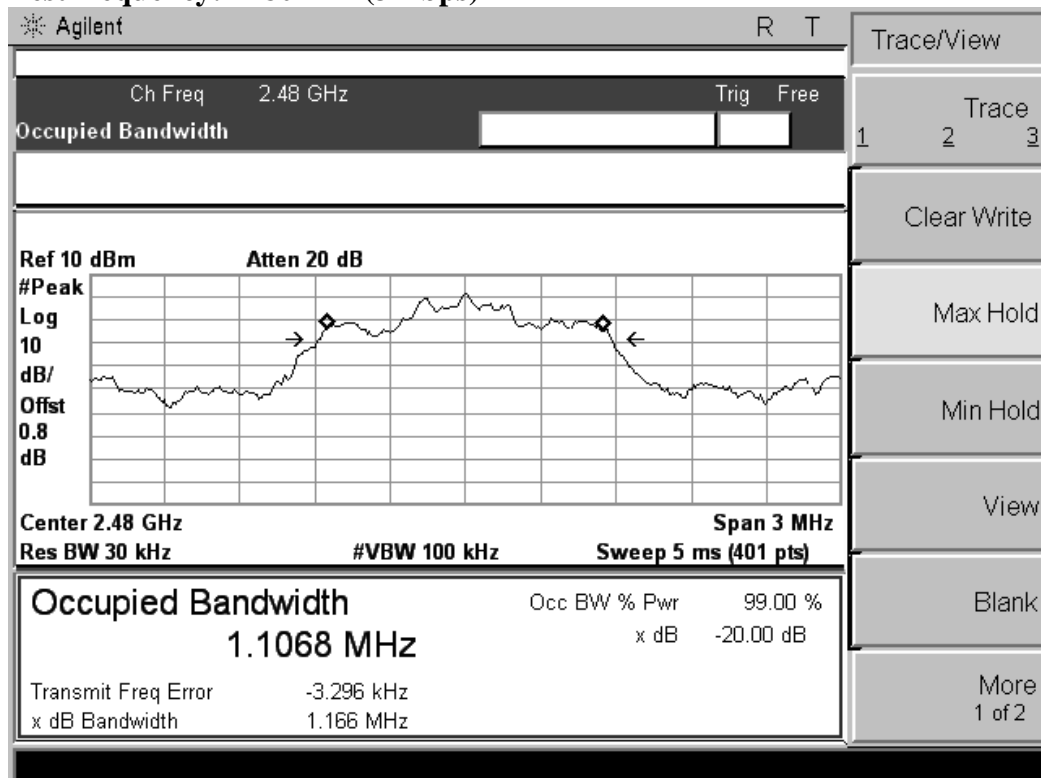 Agilent R T
Trace/View
Ch Freq 2.48 GHz Trig Free
Occupied Bandwidth
Trace
1 2 3
Clear Write
Max Hold
Min Hold
View
Blank
More
1 of 2
Ref 10 dBm Atten 20 dB
#Peak
Log
10
dB/
Offst
0.8
dB
Center 2.48 GHz Span 3 MHz
Res BW 30 kHz #VBW 100 kHz Sweep 5 ms (401 pts)
Occupied Bandwidth Occ BW % Pwr 99.00 %
1.1068 MHz x dB -20.00 dB
Transmit Freq Error -3.296 kHz
x dB Bandwidth 1.166 MHz